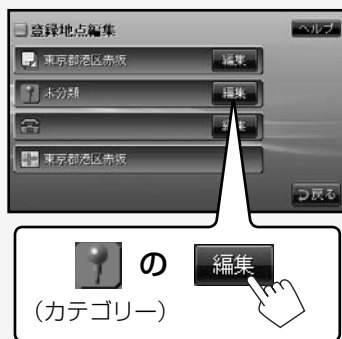 登録地点編集 ヘルプ
東京都港区赤坂 編集
未分類 編集
編集
東京都港区赤坂
戻る
の 編集
(カテゴリー)